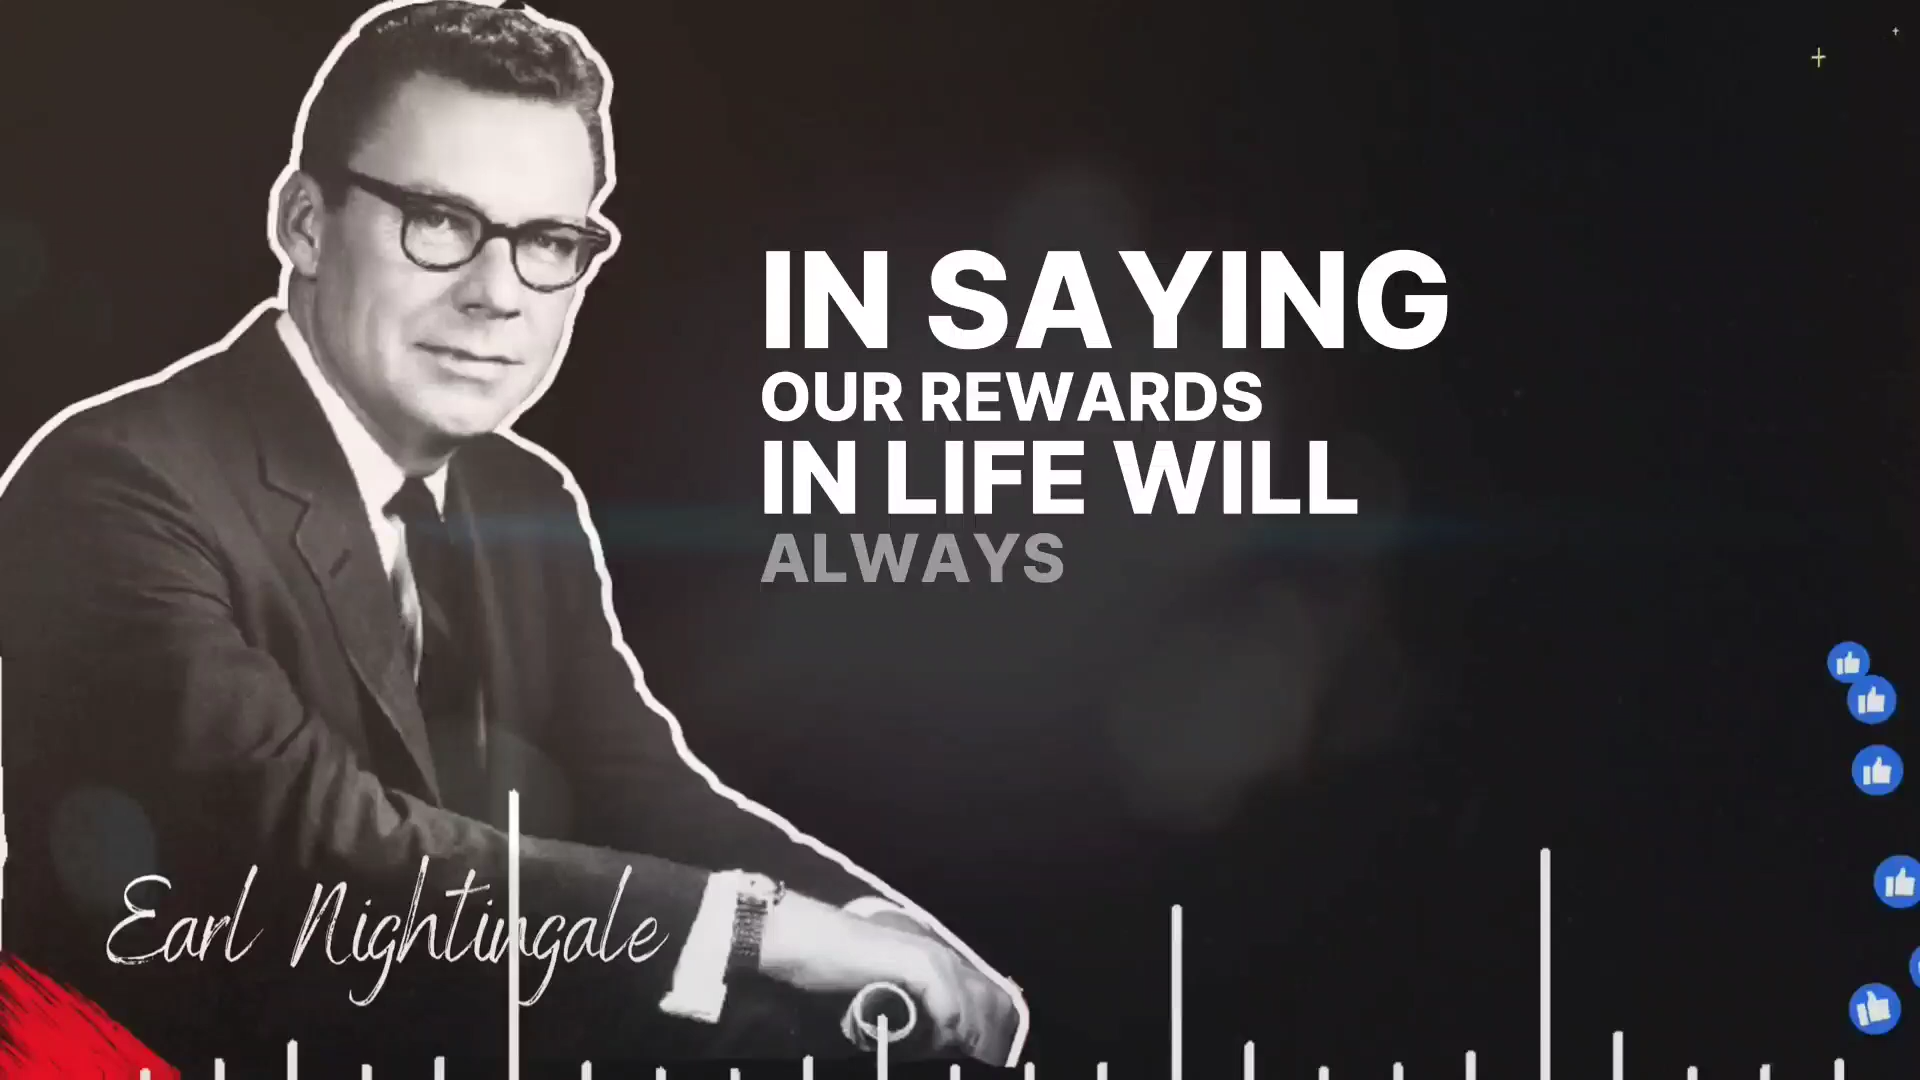 IN SAYING
OUR REWARDS
IN LIFE WILL
ALWAYS
Earl Nightingale